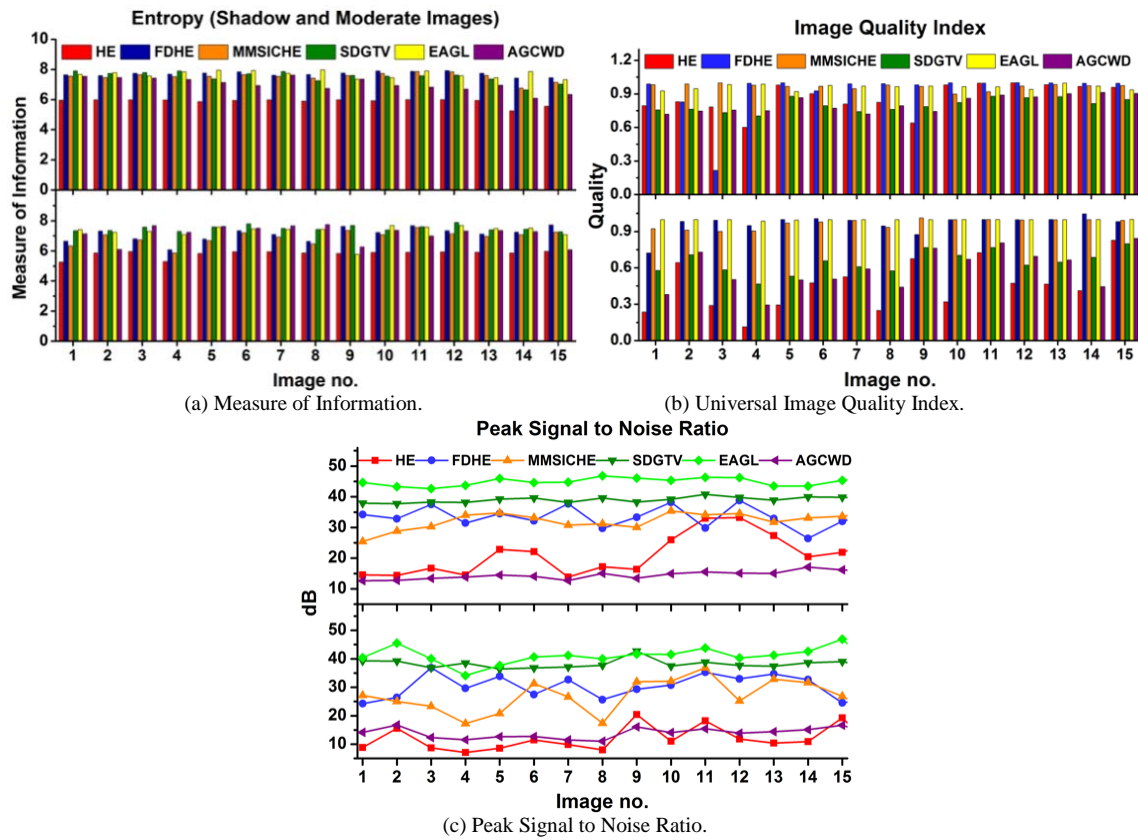 Entropy (Shadow and Moderate Images)
HE FDHE MMSICHE SDGTV EAGL AGCWD
Measure of Information
10
8
6
4
2
0
8
6
4
2
0
1 2 3 4 5 6 7 8 9 10 11 12 13 14 15
Image no.
(a) Measure of Information.
Image Quality Index
HE FDHE MMSICHE SDGTV EAGL AGCWD
Quality
1.2
0.9
0.6
0.3
0.0
0.9
0.6
0.3
0.0
1 2 3 4 5 6 7 8 9 10 11 12 13 14 15
Image no.
(b) Universal Image Quality Index.
Peak Signal to Noise Ratio
HE FDHE MMSICHE SDGTV EAGL AGCWD
dB
50
40
30
20
10
50
40
30
20
10
1 2 3 4 5 6 7 8 9 10 11 12 13 14 15
Image no.
(c) Peak Signal to Noise Ratio.